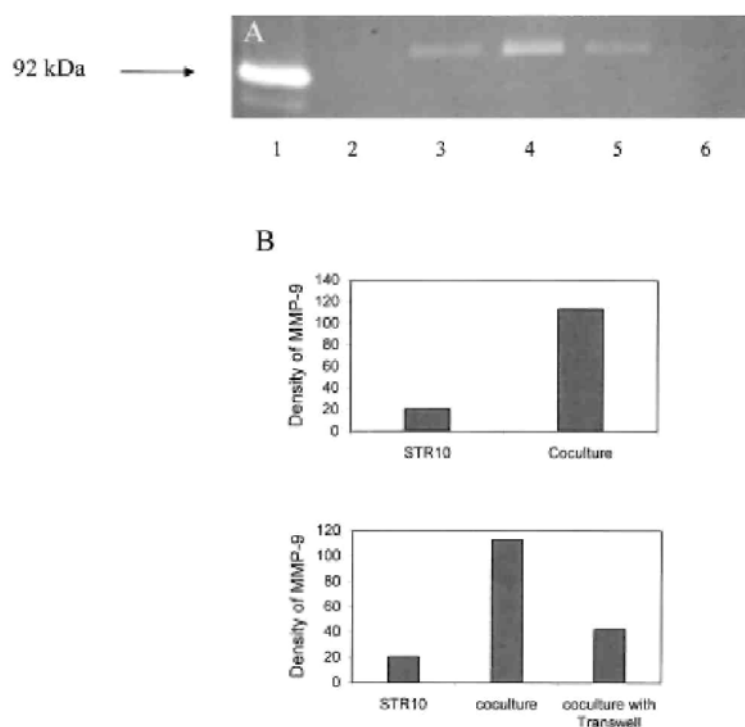 A
92 kDa
1 2 3 4 5 6
B
140
120
100
80
60
40
20
0
Density of MMP-9
STR10 Coculture
120
100
80
60
40
20
0
Density of MMP-9
STR10 coculture coculture with
Transwell